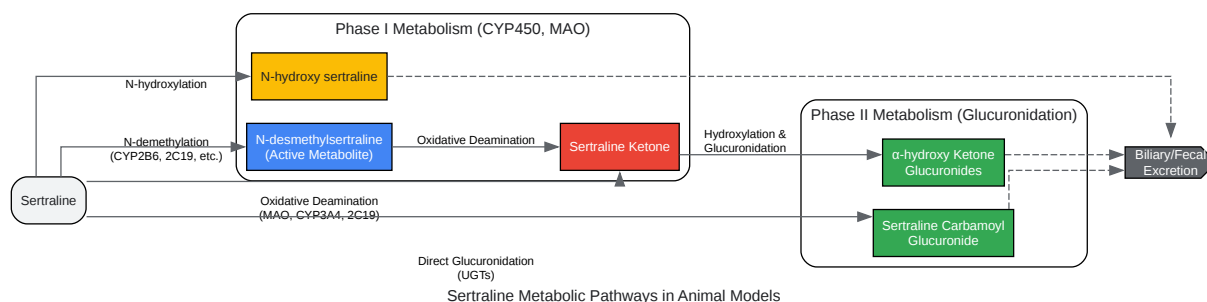 Phase I Metabolism (CYP450, MAO)
N-hydroxy sertraline
N-hydroxylation
N-demethylation
(CYP2B6, 2C19, etc.)
N-desmethylsertraline
(Active Metabolite)
Oxidative Deamination
Sertraline Ketone
Hydroxylation &
Glucuronidation
Phase II Metabolism (Glucuronidation)
α-hydroxy Ketone
Glucuronides
Biliary/Fecal
Excretion
Sertraline
Oxidative Deamination
(MAO, CYP3A4, 2C19)
Sertraline Carbamoyl
Glucuronide
Direct Glucuronidation
(UGTs)
Sertraline Metabolic Pathways in Animal Models